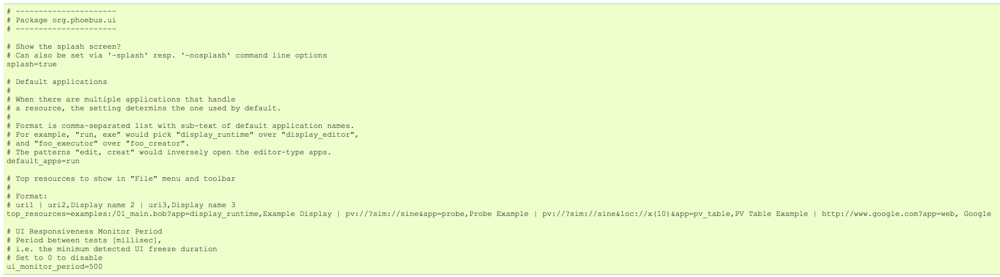 # ----------------------
# Package org.phoebus.ui
# ----------------------
# Show the splash screen?
# Can also be set via '-splash' resp. '-nosplash' command line options
splash=true
# Default applications
#
# When there are multiple applications that handle
# a resource, the setting determins the one used by default.
#
# Format is comma-separated list with sub-text of default application names.
# For example, "run, exe" would pick "display_runtime" over "display_editor",
# and "foo_executor" over "foo_creator".
# The patterns "edit, creat" would inversely open the editor-type apps.
default_apps=run
# Top resources to show in "File" menu and toolbar
#
# Format:
# uri1 | uri2,Display name 2 | uri3,Display name 3
top_resources=examples:/01_main.bob?app=display_runtime,Example Display | pv://?sim://sine&app=probe,Probe Example | pv://?sim://sine&loc://x(10)&app=pv_table,PV Table Example | http://www.google.com?app=web, Google
# UI Responsiveness Monitor Period
# Period between tests [millisec],
# i.e. the minimum detected UI freeze duration
# Set to 0 to disable
ui_monitor_period=500